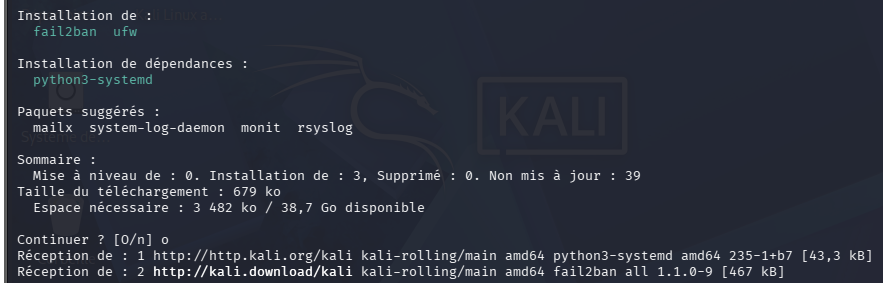 Installation de :
fail2ban ufw
Installation de dépendances :
python3-systemd
Paquets suggérés :
mailx system-log-daemon monit rsyslog
KALI
Sommaire :
Mise à niveau de : 0. Installation de : 3, Supprimé : 0. Non mis à jour : 39
Taille du téléchargement : 679 ko
Espace nécessaire : 3 482 ko / 38,7 Go disponible
Continuer ? [O/n] o
Réception de : 1 http://http.kali.org/kali kali-rolling/main amd64 python3-systemd amd64 235-1+b7 [43,3 kB]
Réception de : 2 http://kali.download/kali kali-rolling/main amd64 fail2ban all 1.1.0-9 [467 kB]